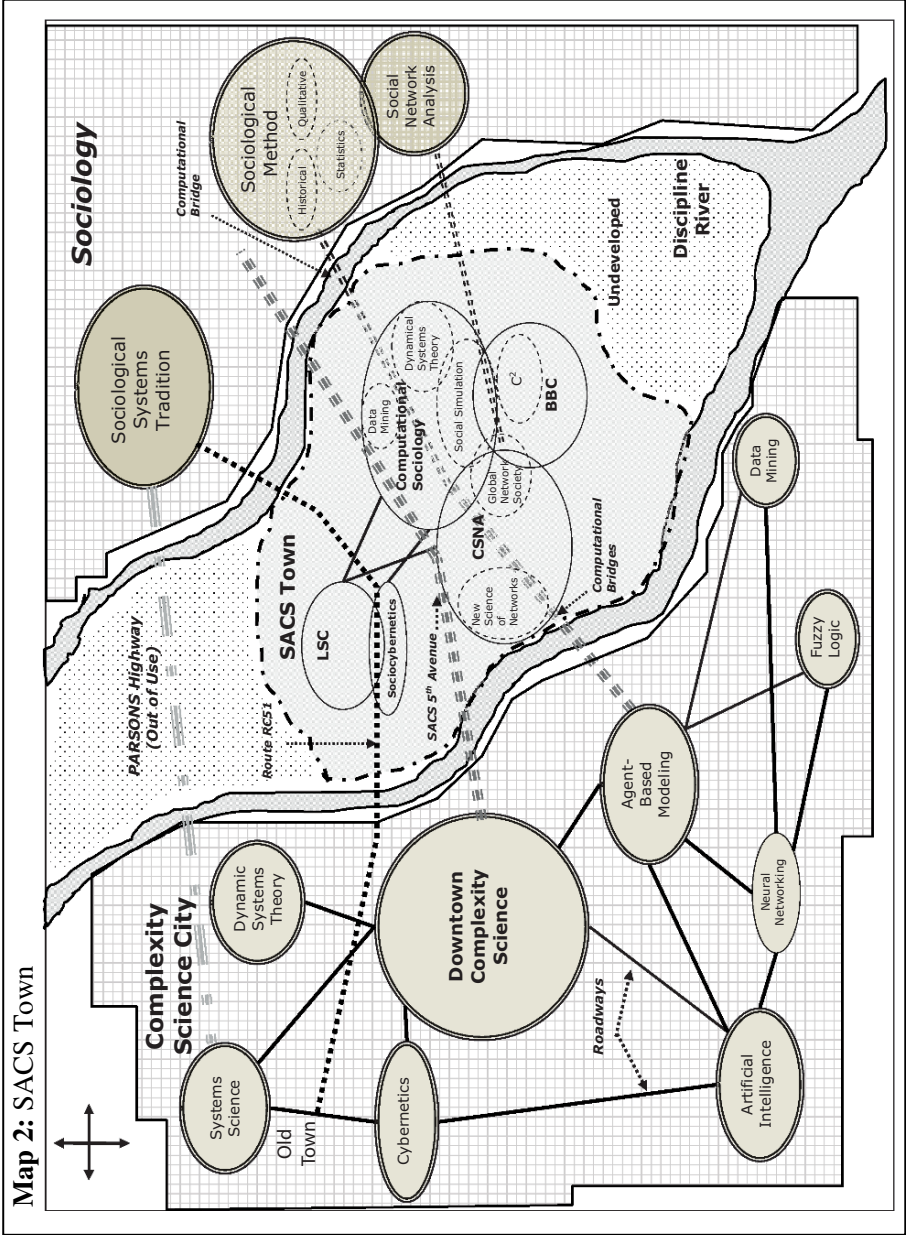 Map 2: SACS Town
Sociology
Complexity
Science City
PARSONS Highway
(Out of Use)
Sociological
Systems
Tradition
Computational
Bridge
Sociological
Method
Historical
Qualitative
Statistics
Social
Network
Analysis
Systems
Science
Dynamic
Systems
Theory
Old
Town
Cybernetics
Route RC51
SACS Town
LSC
Sociocybernetics
SACS 5th Avenue
Data
Mining
Computational
Sociology
Dynamical
Systems
Theory
Social Simulation
CSNA
New
Science
of
Networks
Global
Network
Society
C²
BBC
Undeveloped
Discipline
River
Downtown
Complexity
Science
Computational
Bridges
Roadways
Agent-
Based
Modeling
Data
Mining
Fuzzy
Logic
Neural
Networking
Artificial
Intelligence